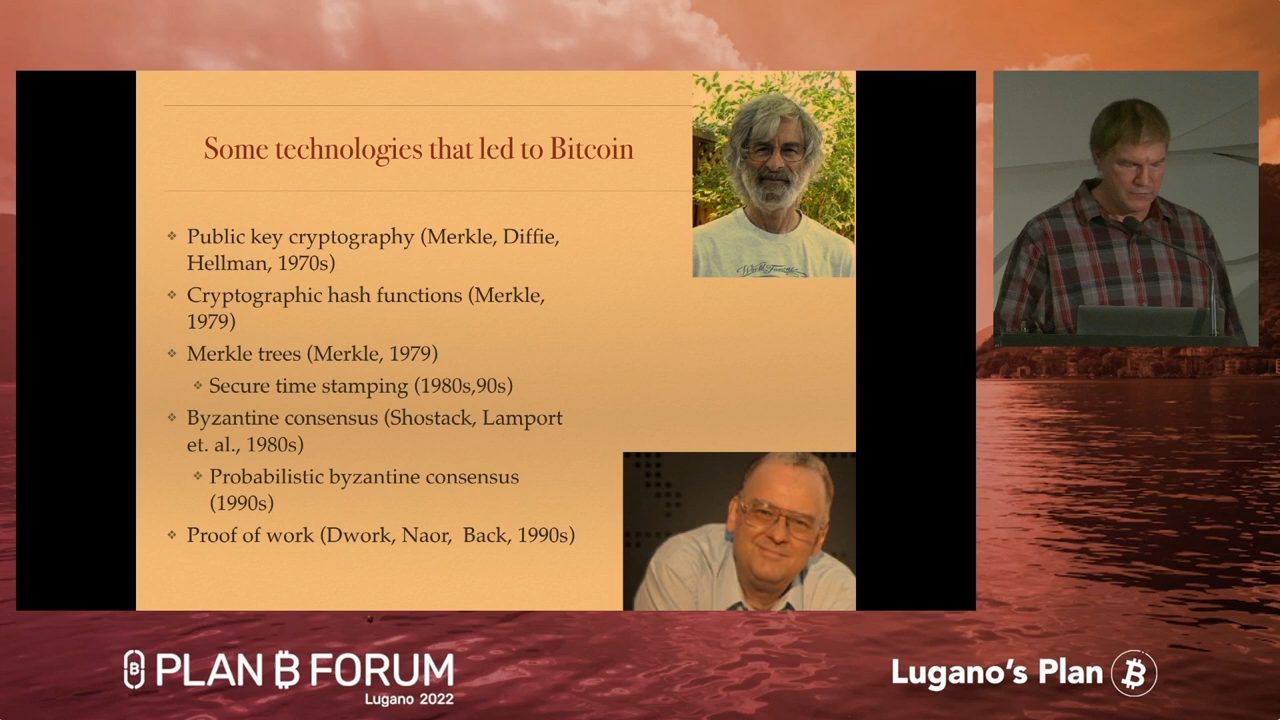 Some technologies that led to Bitcoin
❖ Public key cryptography (Merkle, Diffie,
Hellman, 1970s)
❖ Cryptographic hash functions (Merkle,
1979)
❖ Merkle trees (Merkle, 1979)
❖ Secure time stamping (1980s,90s)
❖ Byzantine consensus (Shostack, Lamport
et. al., 1980s)
❖ Probabilistic byzantine consensus
(1990s)
❖ Proof of work (Dwork, Naor, Back, 1990s)
PLAN ₿ FORUM
Lugano 2022
Lugano's Plan ₿